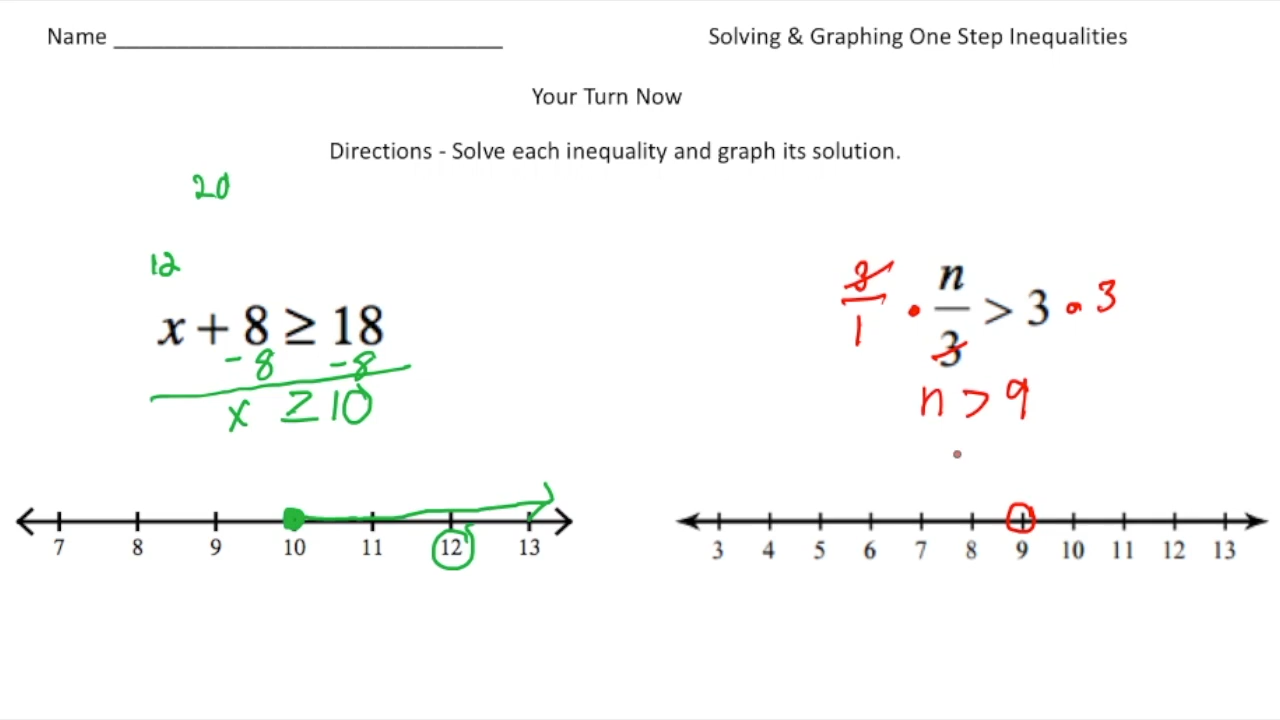 Name ________________________________ Solving & Graphing One Step Inequalities
Your Turn Now
Directions - Solve each inequality and graph its solution.
20
12
x + 8 ≥ 18
-8 -8
x ≥ 10
7 8 9 10 11 12 13
3/1 • n/3 > 3 • 3
n > 9
3 4 5 6 7 8 9 10 11 12 13